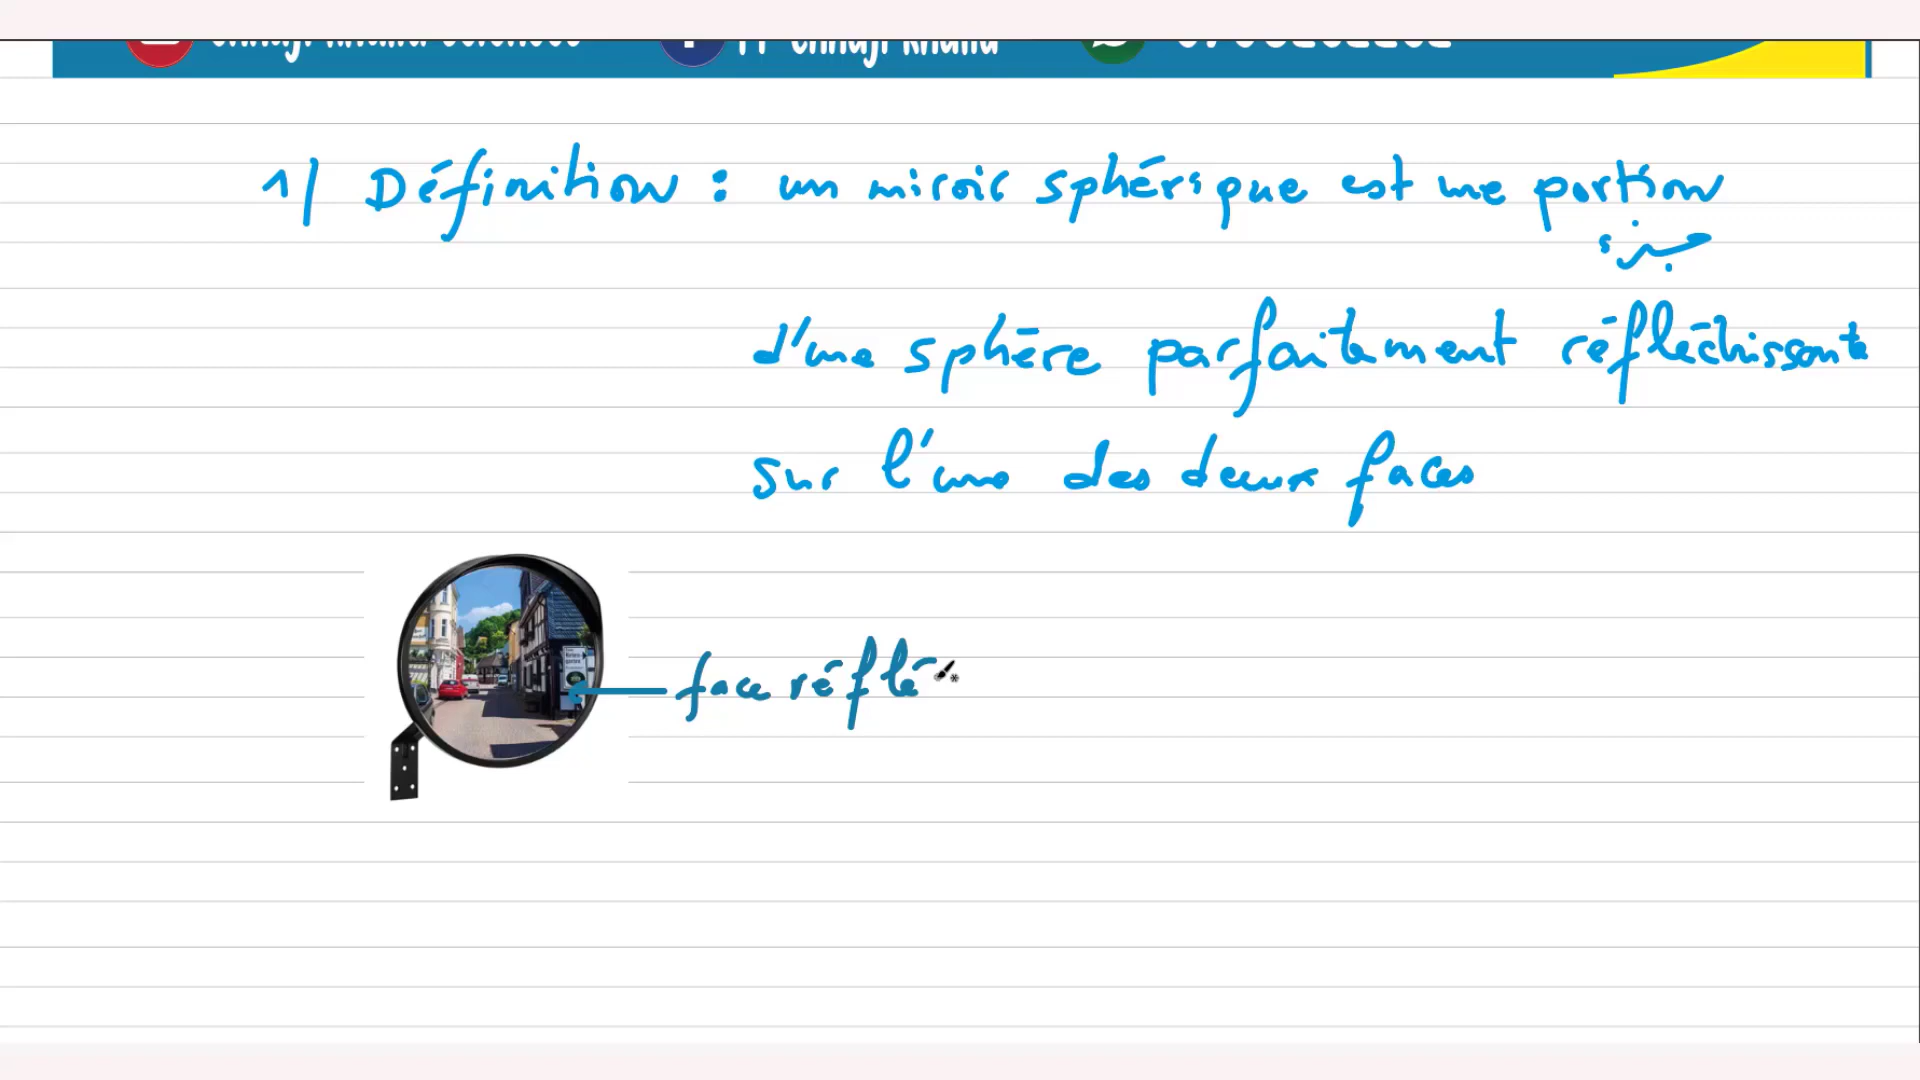 1) Définition : un miroir sphérique est une portion
جزء
d'une sphère parfaitement réfléchissante
sur l'une des deux faces
face réflé